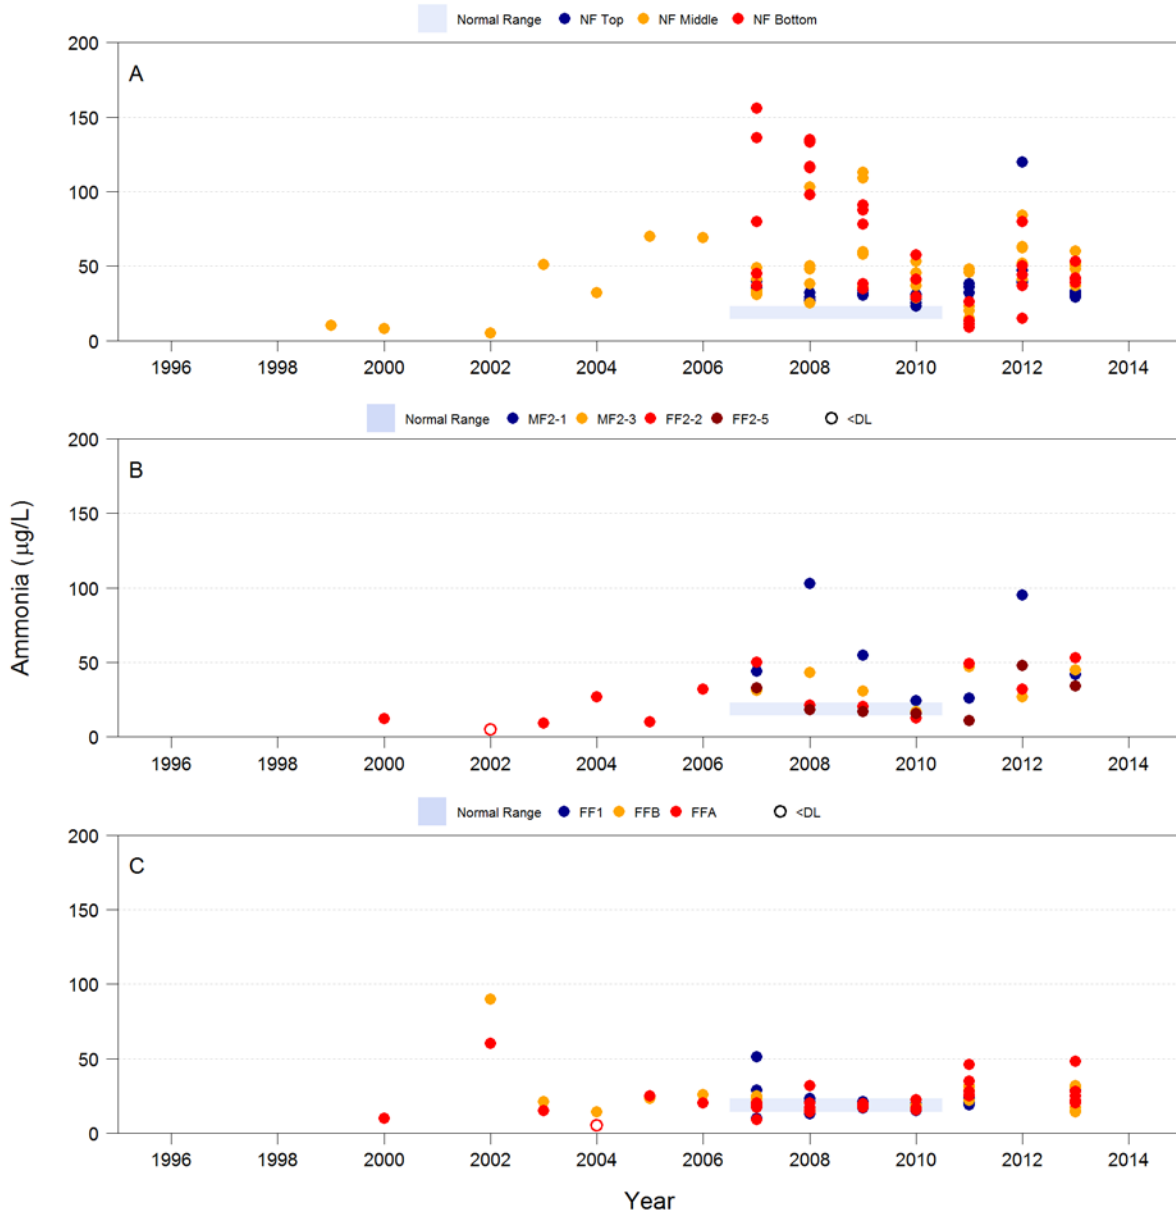 Normal Range NF Top NF Middle NF Bottom
A
200
150
100
50
0
1996 1998 2000 2002 2004 2006 2008 2010 2012 2014
Normal Range MF2-1 MF2-3 FF2-2 FF2-5 <DL
B
200
150
100
50
0
1996 1998 2000 2002 2004 2006 2008 2010 2012 2014
Ammonia (μg/L)
Normal Range FF1 FFB FFA <DL
C
200
150
100
50
0
1996 1998 2000 2002 2004 2006 2008 2010 2012 2014
Year